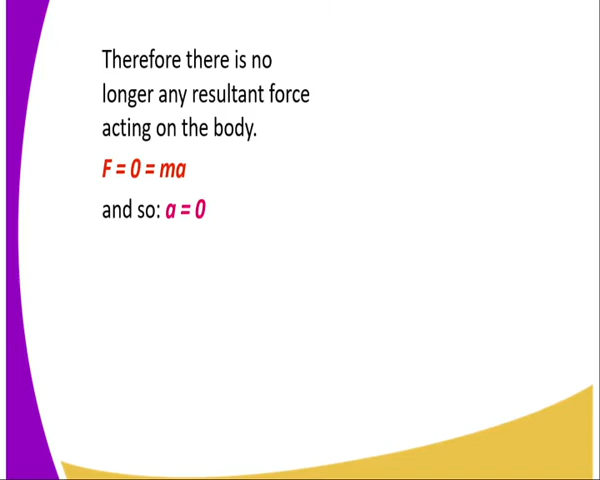 Therefore there is no
longer any resultant force
acting on the body.
F = 0 = ma
and so: a = 0